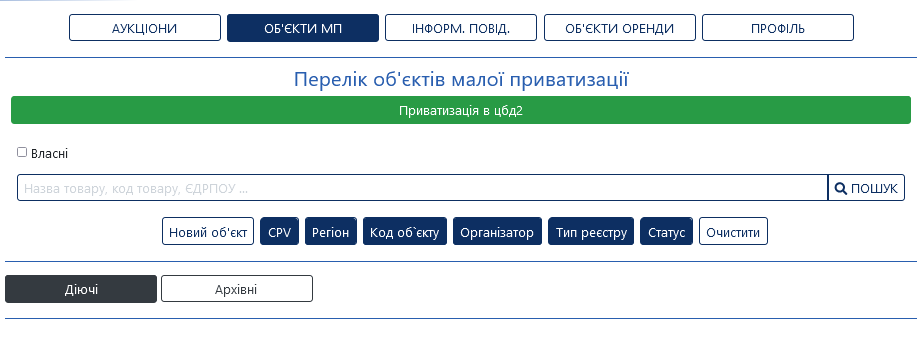 АУКЦІОНИ ОБ'ЄКТИ МП ІНФОРМ. ПОВІД. ОБ'ЄКТИ ОРЕНДИ ПРОФІЛЬ
Перелік об'єктів малої приватизації
Приватизація в цбд2
Власні
Назва товару, код товару, ЄДРПОУ ... ПОШУК
Новий об'єкт CPV Регіон Код об`єкту Організатор Тип реєстру Статус Очистити
Діючі Архівні